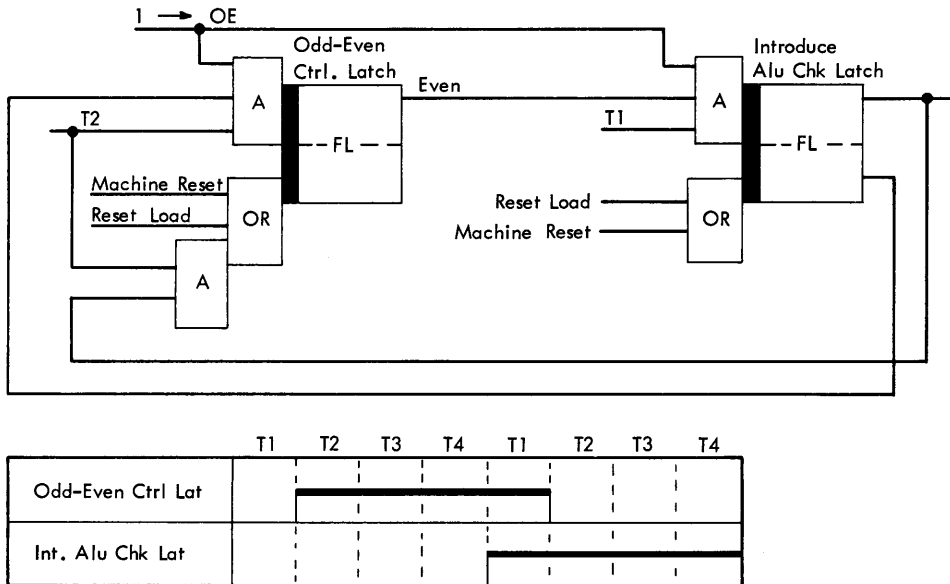 1 → OE
Odd-Even
Ctrl. Latch
Introduce
Alu Chk Latch
A
Even
A
T2
T1
FL
FL
Machine Reset
Reset Load
OR
Reset Load
Machine Reset
OR
A
T1 T2 T3 T4 T1 T2 T3 T4
Odd-Even Ctrl Lat
Int. Alu Chk Lat